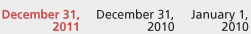 December 31, December 31, January 1,
2011 2010 2010